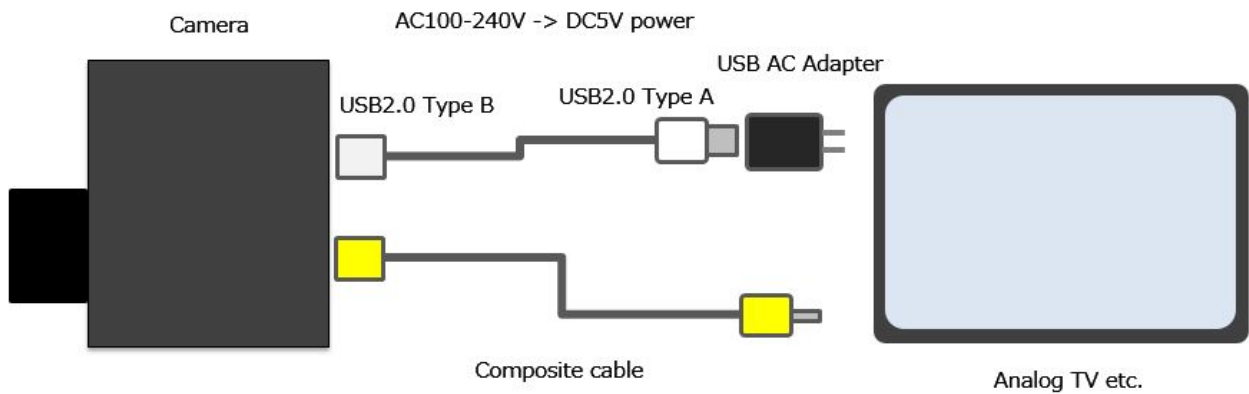 Camera
AC100-240V -> DC5V power
USB AC Adapter
USB2.0 Type B
USB2.0 Type A
Composite cable
Analog TV etc.